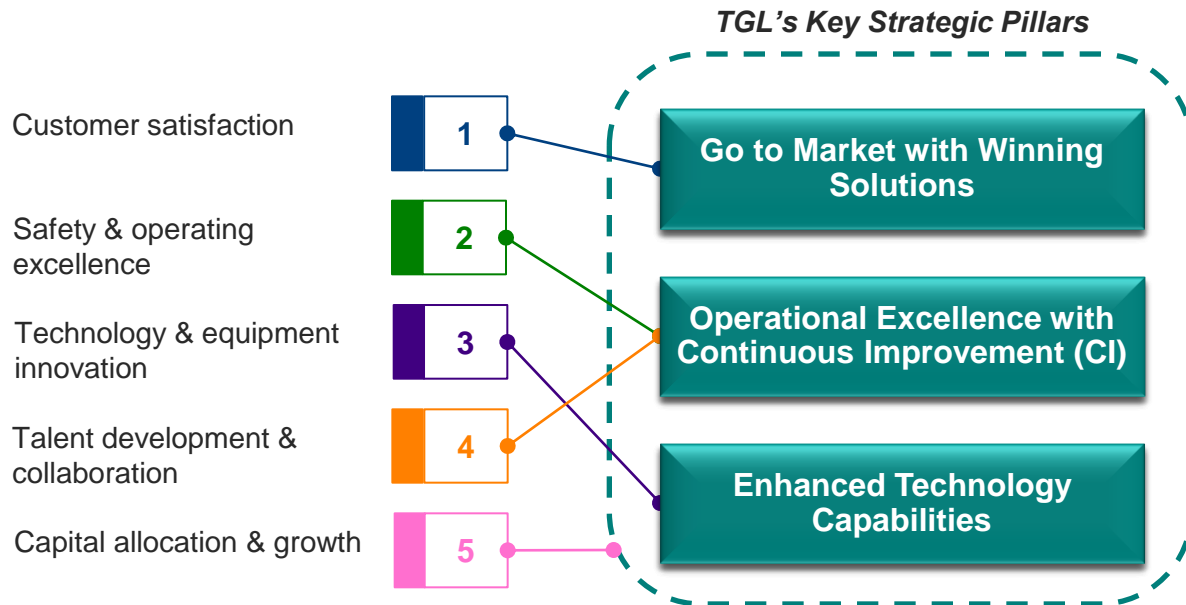 TGL's Key Strategic Pillars
Customer satisfaction
1
Go to Market with Winning
Solutions
Safety & operating
excellence
2
Operational Excellence with
Continuous Improvement (CI)
Technology & equipment
innovation
3
Talent development &
collaboration
4
Enhanced Technology
Capabilities
Capital allocation & growth
5